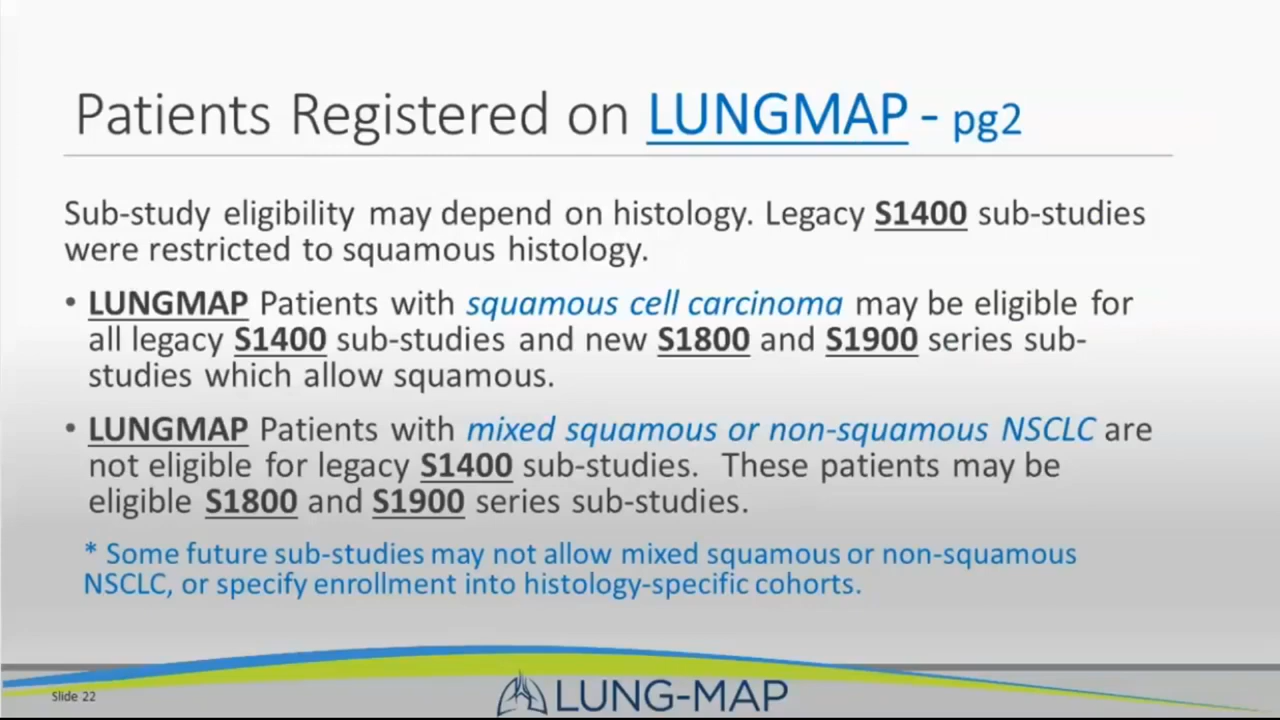 Patients Registered on LUNGMAP - pg2
Sub-study eligibility may depend on histology. Legacy S1400 sub-studies
were restricted to squamous histology.
• LUNGMAP Patients with squamous cell carcinoma may be eligible for
all legacy S1400 sub-studies and new S1800 and S1900 series sub-
studies which allow squamous.
• LUNGMAP Patients with mixed squamous or non-squamous NSCLC are
not eligible for legacy S1400 sub-studies. These patients may be
eligible S1800 and S1900 series sub-studies.
* Some future sub-studies may not allow mixed squamous or non-squamous
NSCLC, or specify enrollment into histology-specific cohorts.
Slide 22
LUNG-MAP